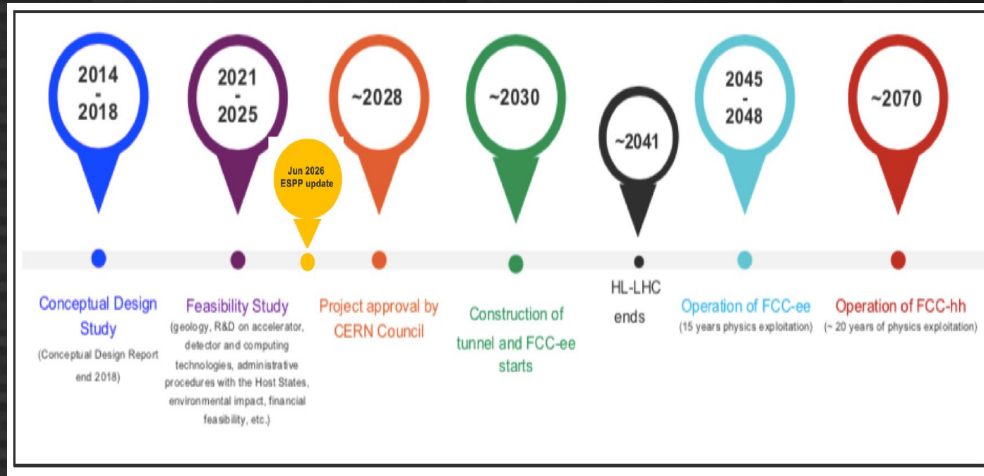 2014
-
2018
2021
-
2025
Jun 2026
ESPP update
~2028
~2030
~2041
2045
-
2048
~2070
Conceptual Design
Study
(Conceptual Design Report
end 2018)
Feasibility Study
(geology, R&D on accelerator,
detector and computing
technologies, administrative
procedures with the Host States,
environmental impact, financial
feasibility, etc.)
Project approval by
CERN Council
Construction of
tunnel and FCC-ee
starts
HL-LHC
ends
Operation of FCC-ee
(15 years physics exploitation)
Operation of FCC-hh
(~ 20 years of physics exploitation)